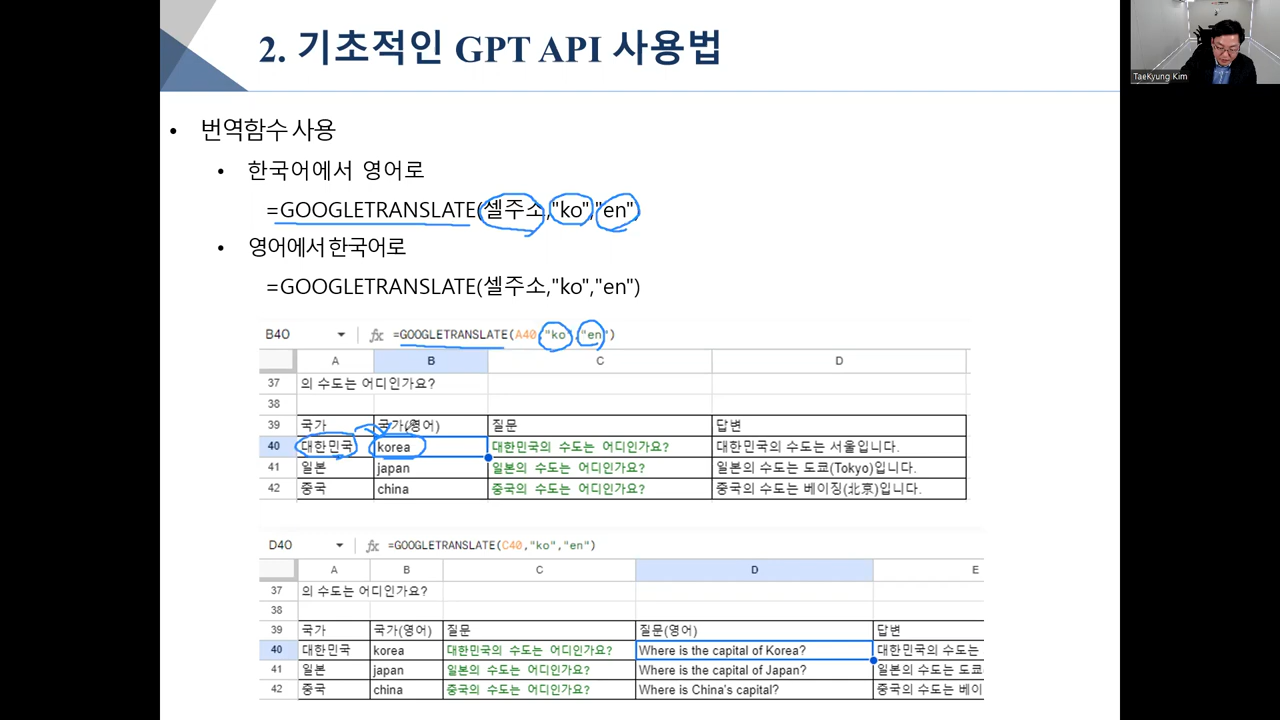 2. 기초적인 GPT API 사용법
TaeKyung Kim
• 번역함수 사용
• 한국어에서 영어로
=GOOGLETRANSLATE(셀주소,"ko","en")
• 영어에서 한국어로
=GOOGLETRANSLATE(셀주소,"ko","en")
B40 fx =GOOGLETRANSLATE(A40,"ko","en")
A B C D
37 의 수도는 어디인가요?
38
39 국가 국가(영어) 질문 답변
40 대한민국 korea 대한민국의 수도는 어디인가요? 대한민국의 수도는 서울입니다.
41 일본 japan 일본의 수도는 어디인가요? 일본의 수도는 도쿄(Tokyo)입니다.
42 중국 china 중국의 수도는 어디인가요? 중국의 수도는 베이징(北京)입니다.
D40 fx =GOOGLETRANSLATE(C40,"ko","en")
A B C D E
37 의 수도는 어디인가요?
38
39 국가 국가(영어) 질문 질문(영어) 답변
40 대한민국 korea 대한민국의 수도는 어디인가요? Where is the capital of Korea? 대한민국의 수도는
41 일본 japan 일본의 수도는 어디인가요? Where is the capital of Japan? 일본의 수도는 도쿄
42 중국 china 중국의 수도는 어디인가요? Where is China's capital? 중국의 수도는 베이